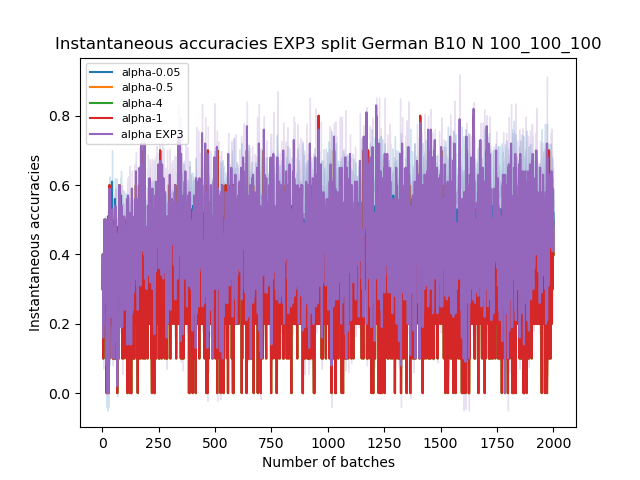 Instantaneous accuracies EXP3 split German B10 N 100_100_100
alpha-0.05
alpha-0.5
alpha-4
alpha-1
alpha EXP3
Instantaneous accuracies
0.8
0.6
0.4
0.2
0.0
0 250 500 750 1000 1250 1500 1750 2000
Number of batches